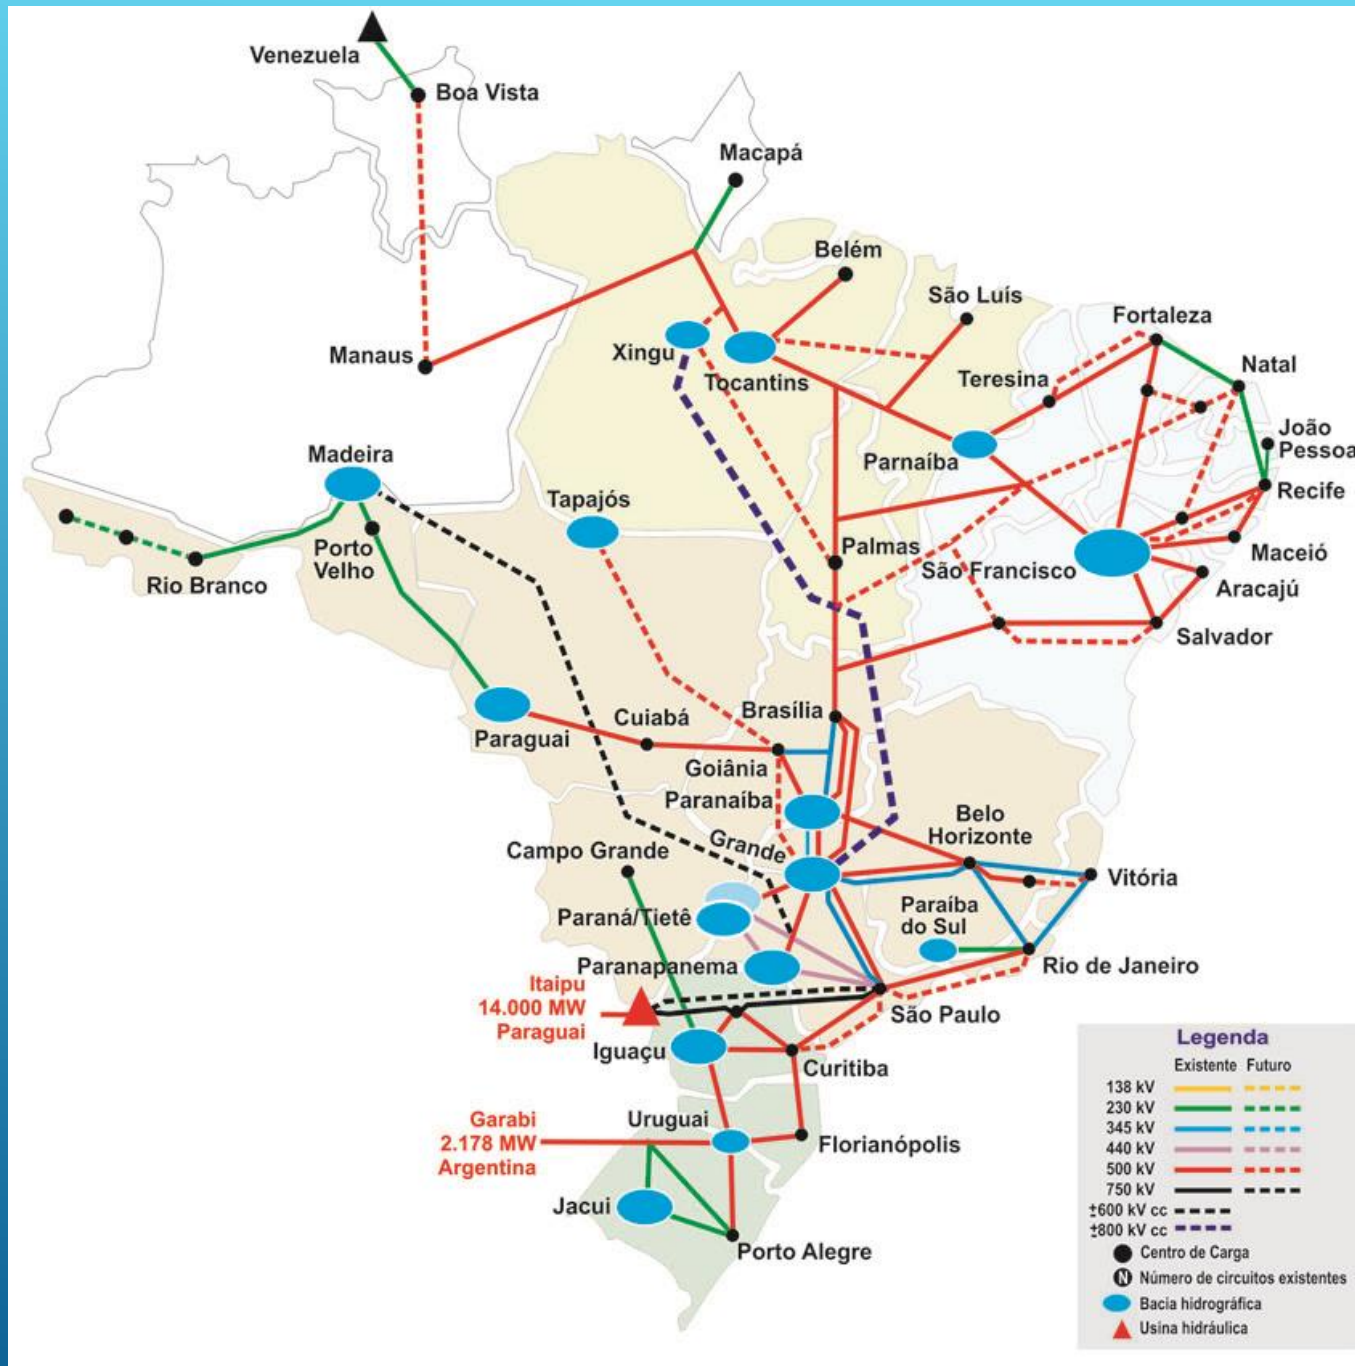 Venezuela
Boa Vista
Macapá
Belém
São Luís
Fortaleza
Manaus
Xingu
Tocantins
Teresina
Natal
João
Pessoa
Madeira
Parnaíba
Recife
Tapajós
Porto
Velho
Rio Branco
Palmas
São Francisco
Maceió
Aracajú
Salvador
Paraguai
Cuiabá
Brasília
Goiânia
Paranaíba
Belo
Horizonte
Grande
Campo Grande
Vitória
Paraná/Tietê
Paraíba
do Sul
Paranapanema
Rio de Janeiro
Itaipu
14.000 MW
Paraguai
São Paulo
Iguaçu
Curitiba
Garabi
2.178 MW
Argentina
Uruguai
Florianópolis
Jacui
Porto Alegre
Legenda
Existente Futuro
138 kV
230 kV
345 kV
440 kV
500 kV
750 kV
±600 kV cc
±800 kV cc
Centro de Carga
N Número de circuitos existentes
Bacia hidrográfica
Usina hidráulica